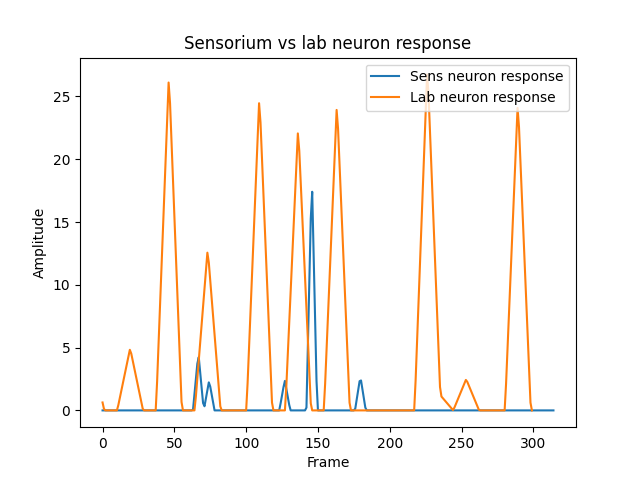 Sensorium vs lab neuron response
Sens neuron response
Lab neuron response
Amplitude
25
20
15
10
5
0
0 50 100 150 200 250 300
Frame